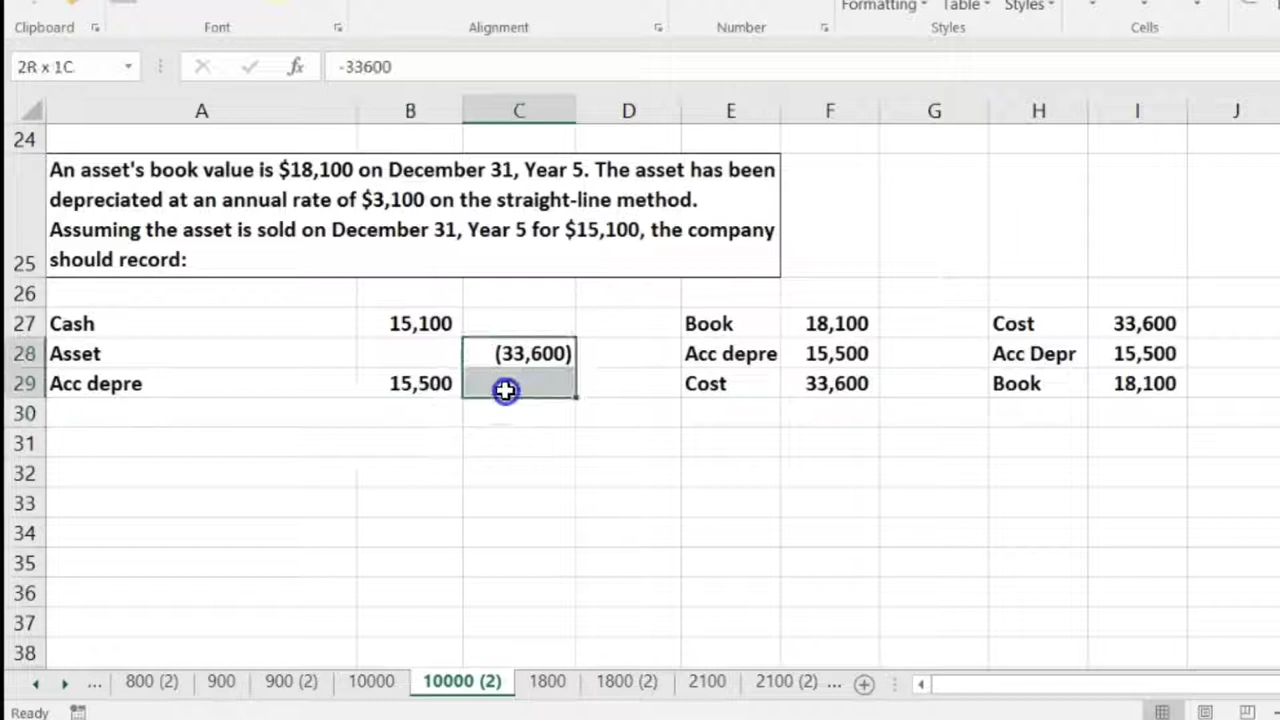 Formatting Table Styles
Clipboard Font Alignment Number Styles Cells
2R x 1C fx -33600
A B C D E F G H I J
24
An asset's book value is $18,100 on December 31, Year 5. The asset has been
depreciated at an annual rate of $3,100 on the straight-line method.
Assuming the asset is sold on December 31, Year 5 for $15,100, the company
25 should record:
26
27 Cash 15,100 Book 18,100 Cost 33,600
28 Asset (33,600) Acc depre 15,500 Acc Depr 15,500
29 Acc depre 15,500 Cost 33,600 Book 18,100
30
31
32
33
34
35
36
37
38
... 800 (2) 900 900 (2) 10000 10000 (2) 1800 1800 (2) 2100 2100 (2) ...
Ready